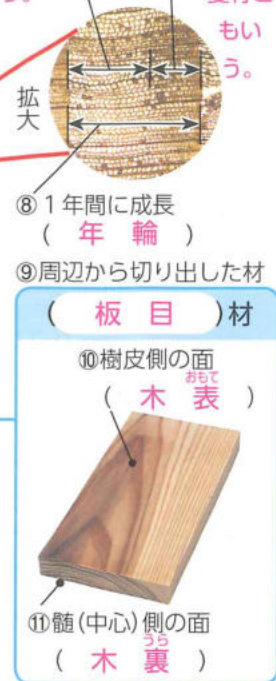 もいう。
拡大
⑧１年間に成長
（ 年 輪 ）
⑨周辺から切り出した材
（ 板 目 ）材
⑩樹皮側の面
おもて
（ 木 表 ）
⑪髄(中心)側の面
うら
（ 木 裏 ）